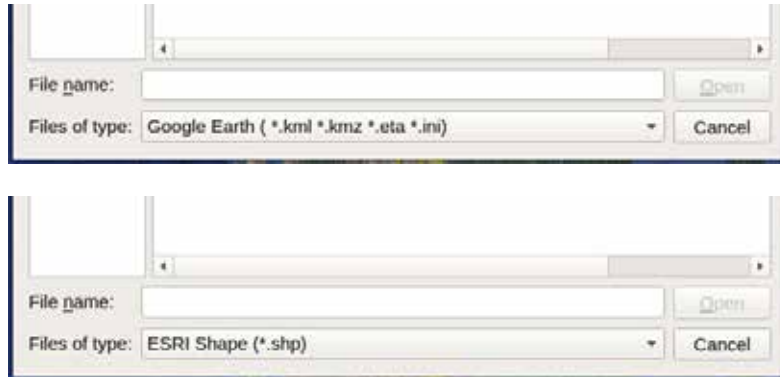 File name: Open
Files of type: Google Earth ( *.kml *.kmz *.eta *.ini) Cancel
File name: Open
Files of type: ESRI Shape (*.shp) Cancel